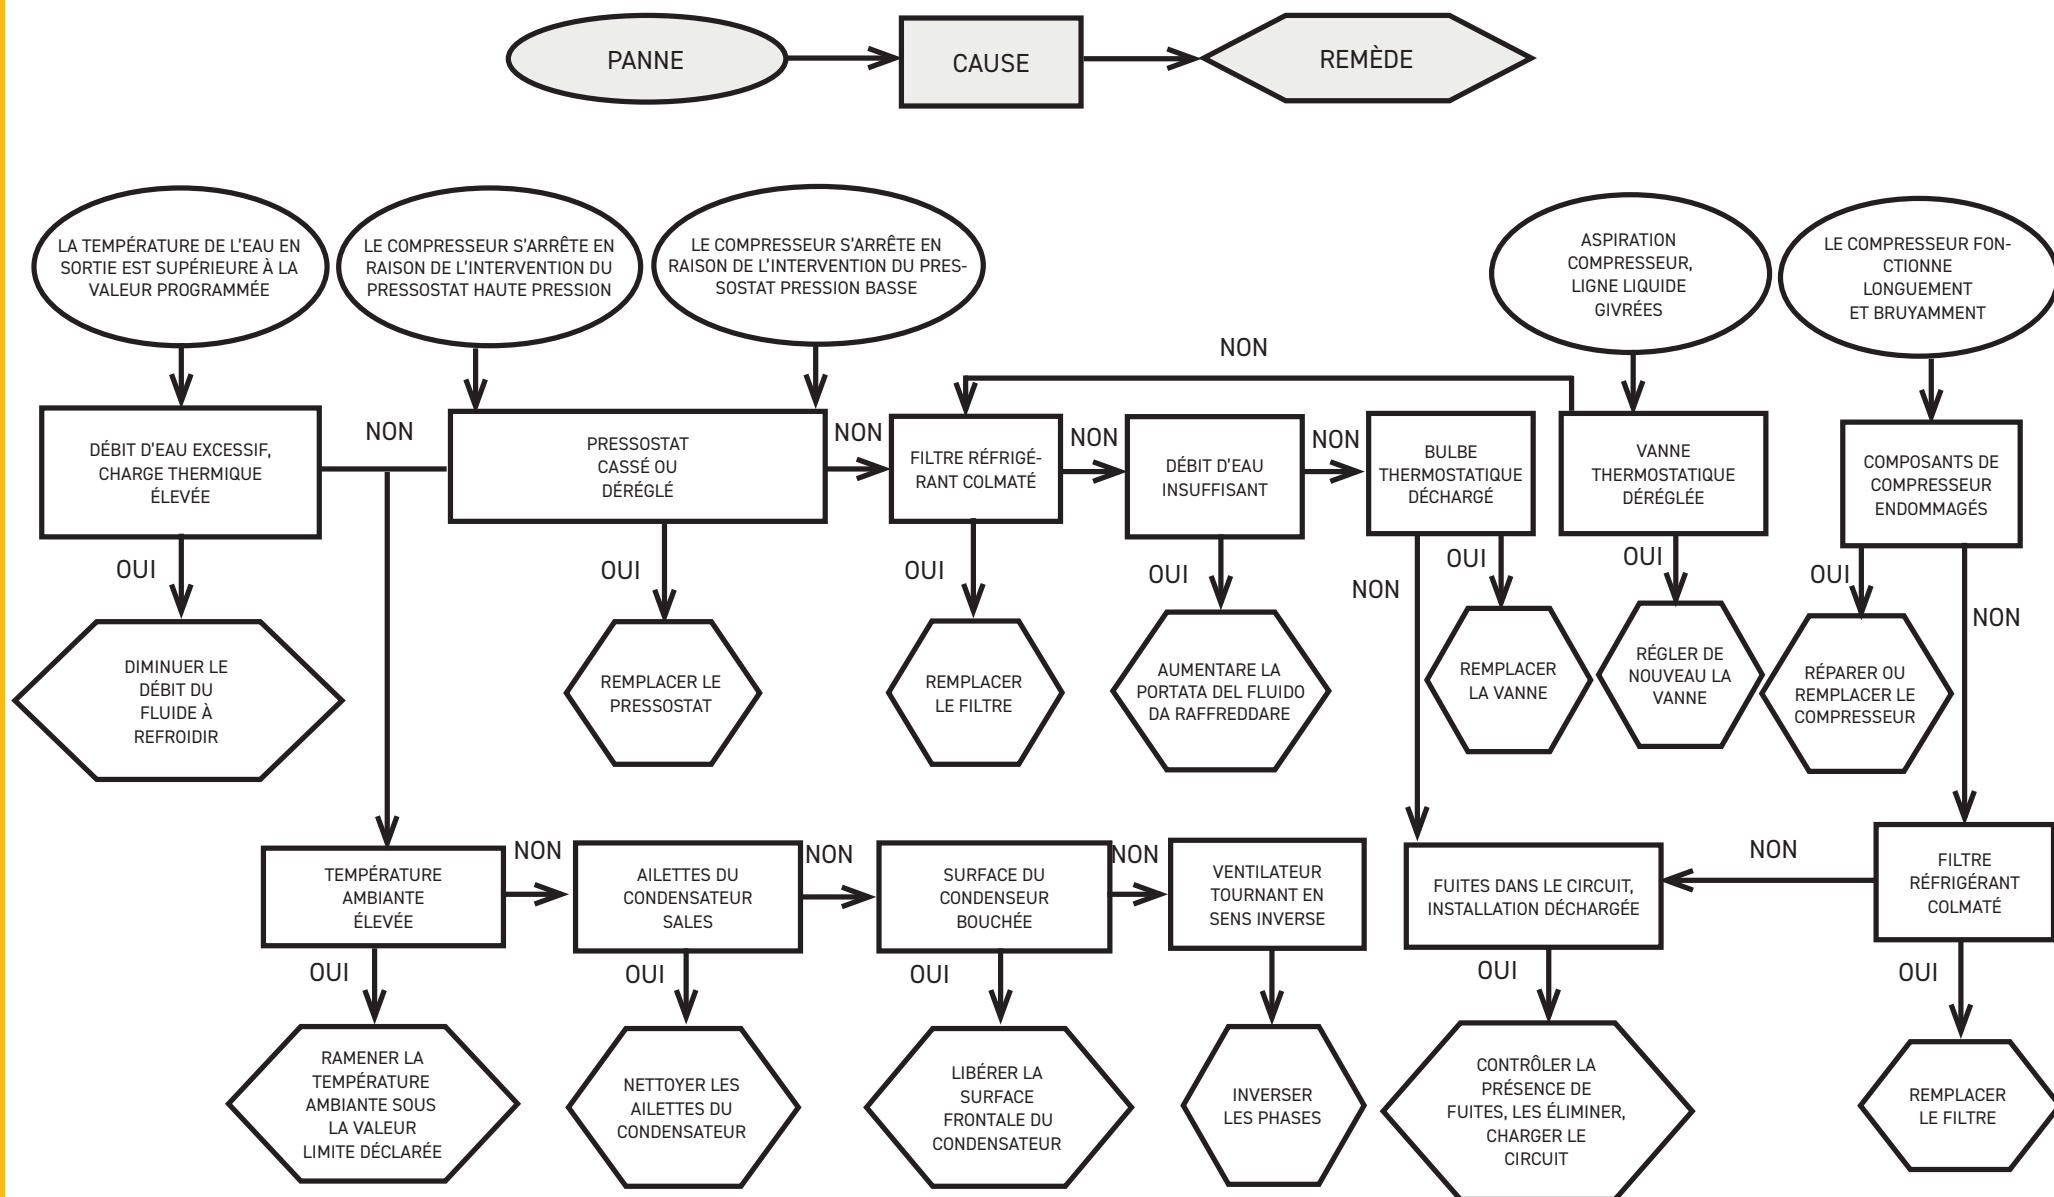 PANNE
CAUSE
REMÈDE
LA TEMPÉRATURE DE L'EAU EN
SORTIE EST SUPÉRIEURE À LA
VALEUR PROGRAMMÉE
LE COMPRESSEUR S'ARRÊTE EN
RAISON DE L'INTERVENTION DU
PRESSOSTAT HAUTE PRESSION
LE COMPRESSEUR S'ARRÊTE EN
RAISON DE L'INTERVENTION DU PRES-
SOSTAT PRESSION BASSE
ASPIRATION
COMPRESSEUR,
LIGNE LIQUIDE
GIVRÉES
LE COMPRESSEUR FON-
CTIONNE
LONGUEMENT
ET BRUYAMMENT
NON
DÉBIT D'EAU EXCESSIF,
CHARGE THERMIQUE
ÉLEVÉE
NON
PRESSOSTAT
CASSÉ OU
DÉRÉGLÉ
NON
FILTRE RÉFRIGÉ-
RANT COLMATÉ
NON
DÉBIT D'EAU
INSUFFISANT
NON
BULBE
THERMOSTATIQUE
DÉCHARGÉ
VANNE
THERMOSTATIQUE
DÉRÉGLÉE
COMPOSANTS DE
COMPRESSEUR
ENDOMMAGÉS
OUI
OUI
OUI
OUI
NON
OUI
OUI
OUI
NON
DIMINUER LE
DÉBIT DU
FLUIDE À
REFROIDIR
REMPLACER LE
PRESSOSTAT
REMPLACER
LE FILTRE
AUMENTARE LA
PORTATA DEL FLUIDO
DA RAFFREDDARE
REMPLACER
LA VANNE
RÉGLER DE
NOUVEAU LA
VANNE
RÉPARER OU
REMPLACER LE
COMPRESSEUR
TEMPÉRATURE
AMBIANTE
ÉLEVÉE
NON
AILETTES DU
CONDENSATEUR
SALES
NON
SURFACE DU
CONDENSEUR
BOUCHÉE
NON
VENTILATEUR
TOURNANT EN
SENS INVERSE
FUITES DANS LE CIRCUIT,
INSTALLATION DÉCHARGÉE
NON
FILTRE
RÉFRIGÉRANT
COLMATÉ
OUI
OUI
OUI
OUI
OUI
RAMENER LA
TEMPÉRATURE
AMBIANTE SOUS
LA VALEUR
LIMITE DÉCLARÉE
NETTOYER LES
AILETTES DU
CONDENSATEUR
LIBÉRER LA
SURFACE
FRONTALE DU
CONDENSATEUR
INVERSER
LES PHASES
CONTRÔLER LA
PRÉSENCE DE
FUITES, LES ÉLIMINER,
CHARGER LE
CIRCUIT
REMPLACER
LE FILTRE